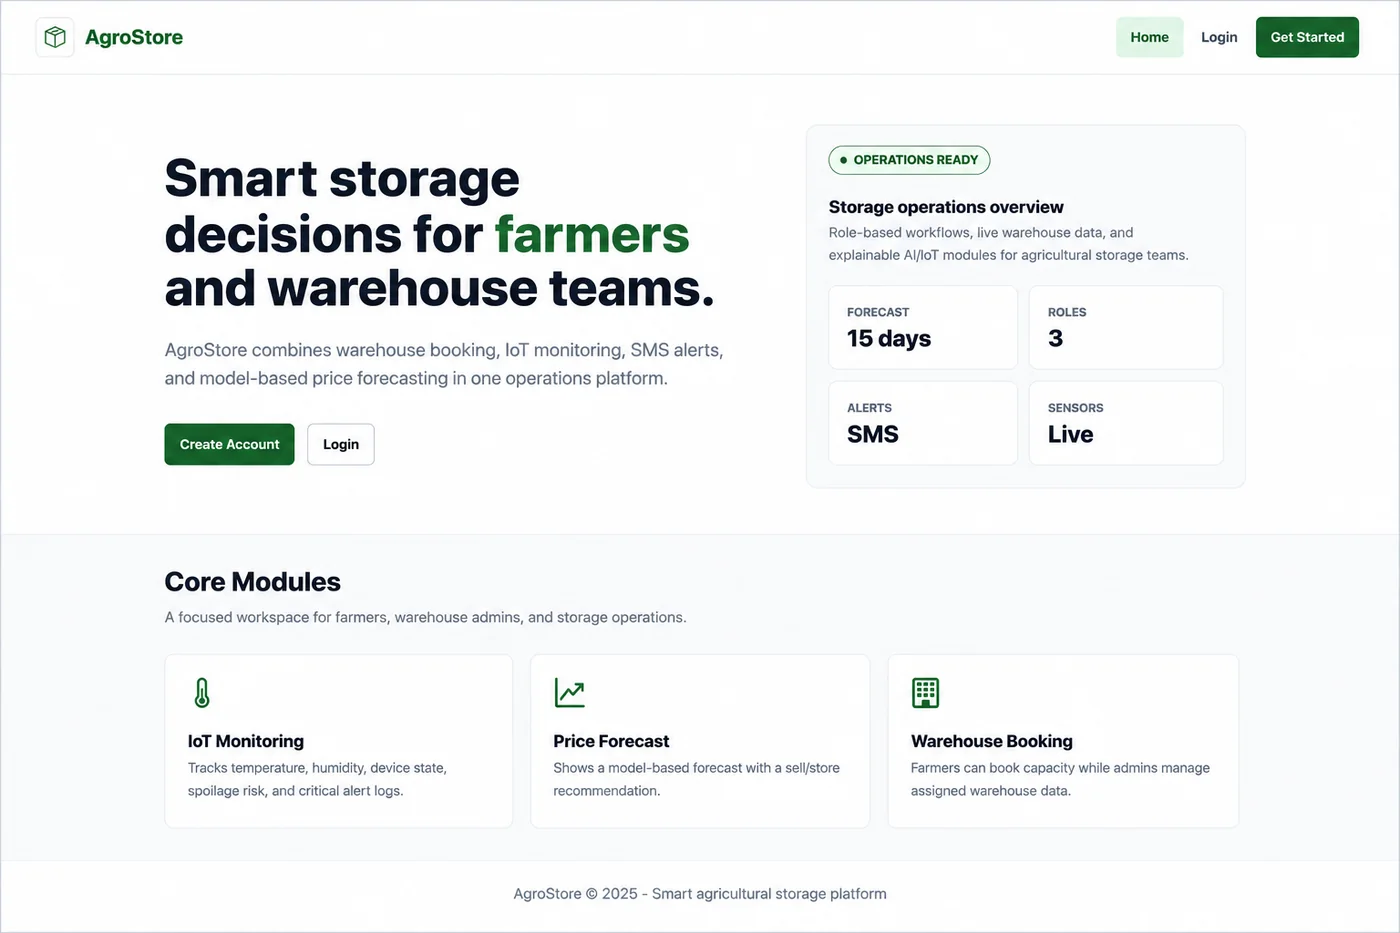 AgroStore
Home
Login
Get Started
Smart storage
decisions for farmers
and warehouse teams.
AgroStore combines warehouse booking, IoT monitoring, SMS alerts,
and model-based price forecasting in one operations platform.
Create Account
Login
OPERATIONS READY
Storage operations overview
Role-based workflows, live warehouse data, and
explainable AI/IoT modules for agricultural storage teams.
FORECAST
15 days
ROLES
3
ALERTS
SMS
SENSORS
Live
Core Modules
A focused workspace for farmers, warehouse admins, and storage operations.
IoT Monitoring
Tracks temperature, humidity, device state,
spoilage risk, and critical alert logs.
Price Forecast
Shows a model-based forecast with a sell/store
recommendation.
Warehouse Booking
Farmers can book capacity while admins manage
assigned warehouse data.
AgroStore © 2025 - Smart agricultural storage platform